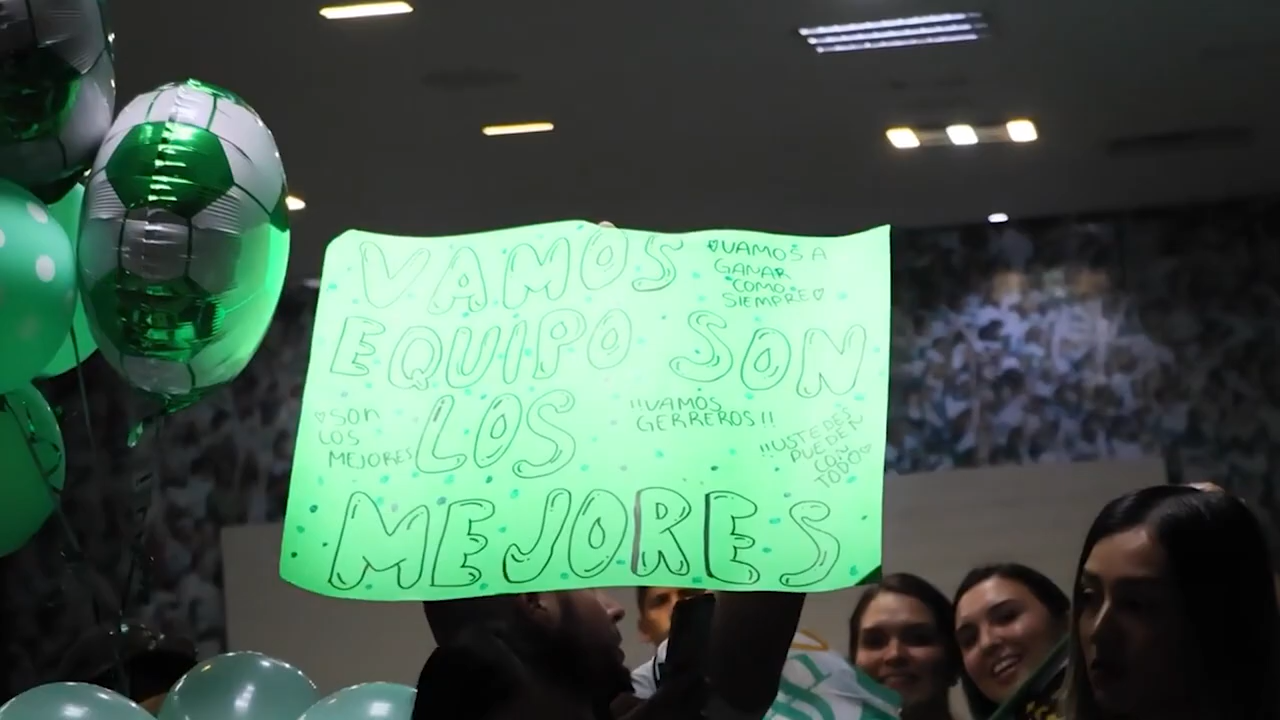 VAMOS
♡VAMOS A
GANAR
COMO
SIEMPRE♡
EQUIPO SON
LOS
♡SON
LOS
MEJORES
!!VAMOS
GERREROS!!
!!USTEDES
PUEDEN
CON
TODO♡
MEJORES